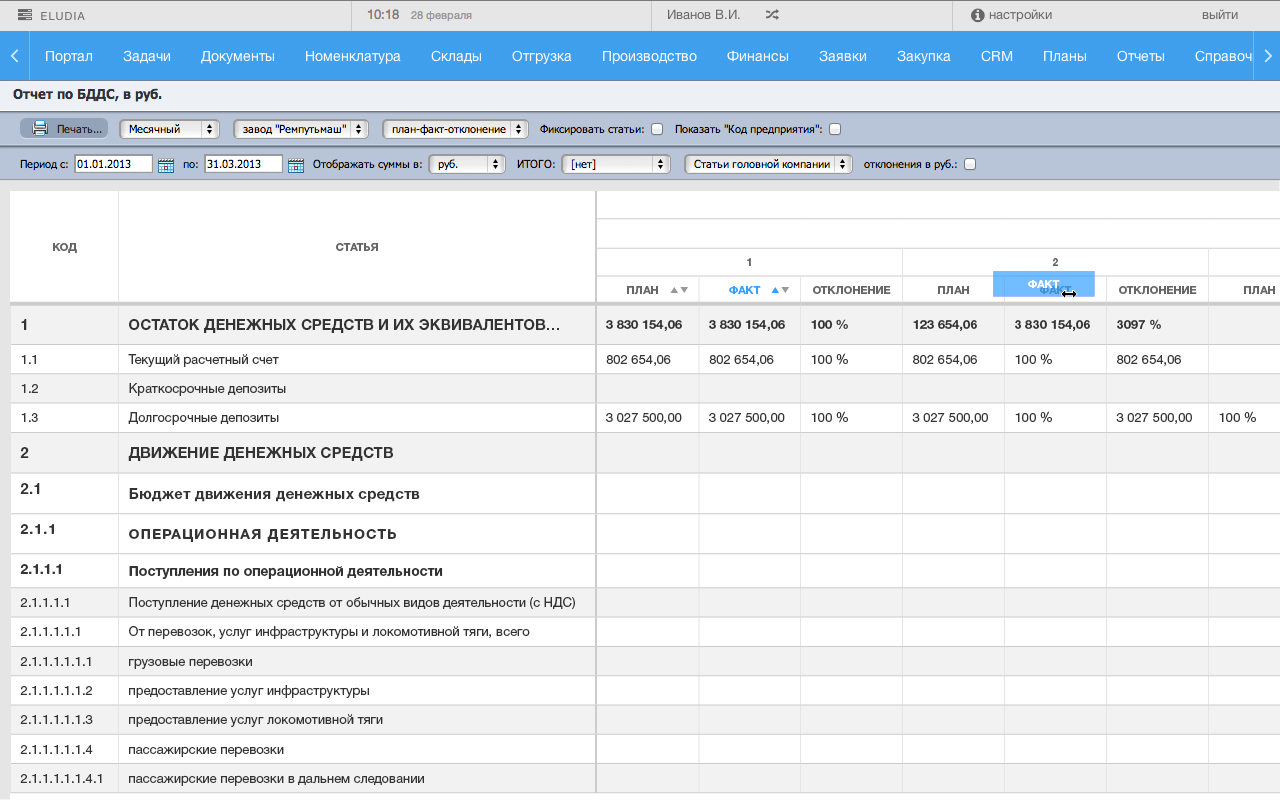 ELUDIA 10:18 28 февраля Иванов В.И. настройки выйти
Портал Задачи Документы Номенклатура Склады Отгрузка Производство Финансы Заявки Закупка CRM Планы Отчеты Справоч
Отчет по БДДС, в руб.
Печать... Месячный завод "Ремпутьмаш" план-факт-отклонение Фиксировать статьи: Показать "Код предприятия":
Период с: 01.01.2013 по: 31.03.2013 Отображать суммы в: руб. ИТОГО: [нет] Статьи головной компании отклонения в руб.:
КОД СТАТЬЯ
1 2
ПЛАН ФАКТ ОТКЛОНЕНИЕ ПЛАН ФАКТ ОТКЛОНЕНИЕ ПЛАН
1 ОСТАТОК ДЕНЕЖНЫХ СРЕДСТВ И ИХ ЭКВИВАЛЕНТОВ... 3 830 154,06 3 830 154,06 100 % 123 654,06 3 830 154,06 3097 %
1.1 Текущий расчетный счет 802 654,06 802 654,06 100 % 802 654,06 100 % 802 654,06
1.2 Краткосрочные депозиты
1.3 Долгосрочные депозиты 3 027 500,00 3 027 500,00 100 % 3 027 500,00 100 % 3 027 500,00 100 %
2 ДВИЖЕНИЕ ДЕНЕЖНЫХ СРЕДСТВ
2.1 Бюджет движения денежных средств
2.1.1 ОПЕРАЦИОННАЯ ДЕЯТЕЛЬНОСТЬ
2.1.1.1 Поступления по операционной деятельности
2.1.1.1.1 Поступление денежных средств от обычных видов деятельности (с НДС)
2.1.1.1.1.1 От перевозок, услуг инфраструктуры и локомотивной тяги, всего
2.1.1.1.1.1.1 грузовые перевозки
2.1.1.1.1.1.2 предоставление услуг инфраструктуры
2.1.1.1.1.1.3 предоставление услуг локомотивной тяги
2.1.1.1.1.1.4 пассажирские перевозки
2.1.1.1.1.1.4.1 пассажирские перевозки в дальнем следовании